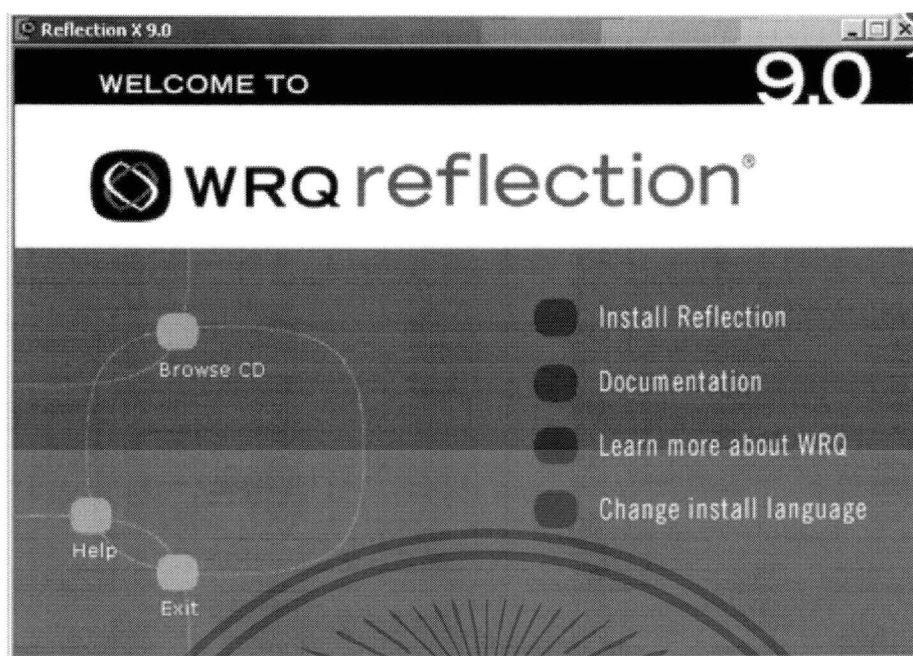 Reflection X 9.0
WELCOME TO
9.0
WRQ reflection®
Install Reflection
Browse CD
Documentation
Learn more about WRQ
Change install language
Help
Exit